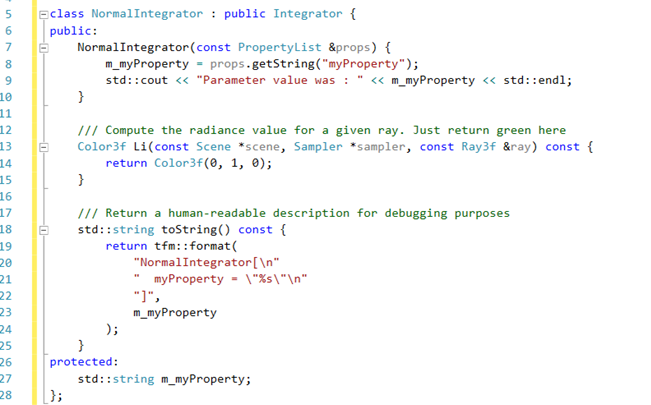 5 class NormalIntegrator : public Integrator {
6 public:
7     NormalIntegrator(const PropertyList &props) {
8         m_myProperty = props.getString("myProperty");
9         std::cout << "Parameter value was : " << m_myProperty << std::endl;
10     }
11
12     /// Compute the radiance value for a given ray. Just return green here
13     Color3f Li(const Scene *scene, Sampler *sampler, const Ray3f &ray) const {
14         return Color3f(0, 1, 0);
15     }
16
17     /// Return a human-readable description for debugging purposes
18     std::string toString() const {
19         return tfm::format(
20             "NormalIntegrator[\n"
21             "  myProperty = \"%s\"\n"
22             "]",
23             m_myProperty
24         );
25     }
26 protected:
27     std::string m_myProperty;
28 };